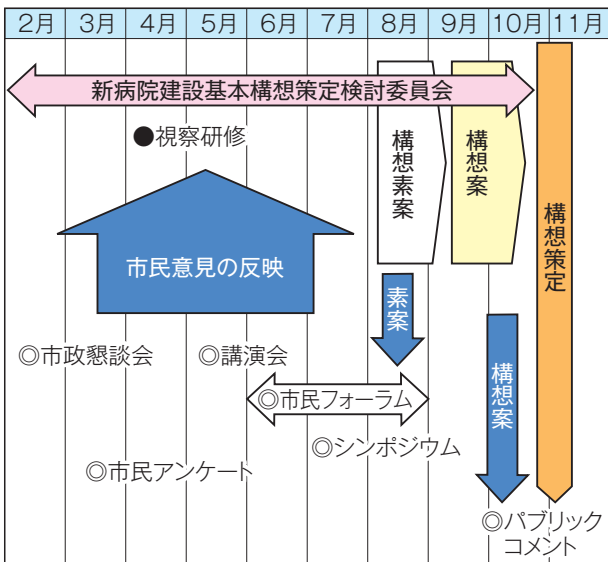 2月 3月 4月 5月 6月 7月 8月 9月 10月 11月
新病院建設基本構想策定検討委員会
●視察研修
構想素案
構想案
構想策定
市民意見の反映
素案
構想案
◎市政懇談会
◎講演会
◎市民フォーラム
◎シンポジウム
◎市民アンケート
◎パブリック
コメント